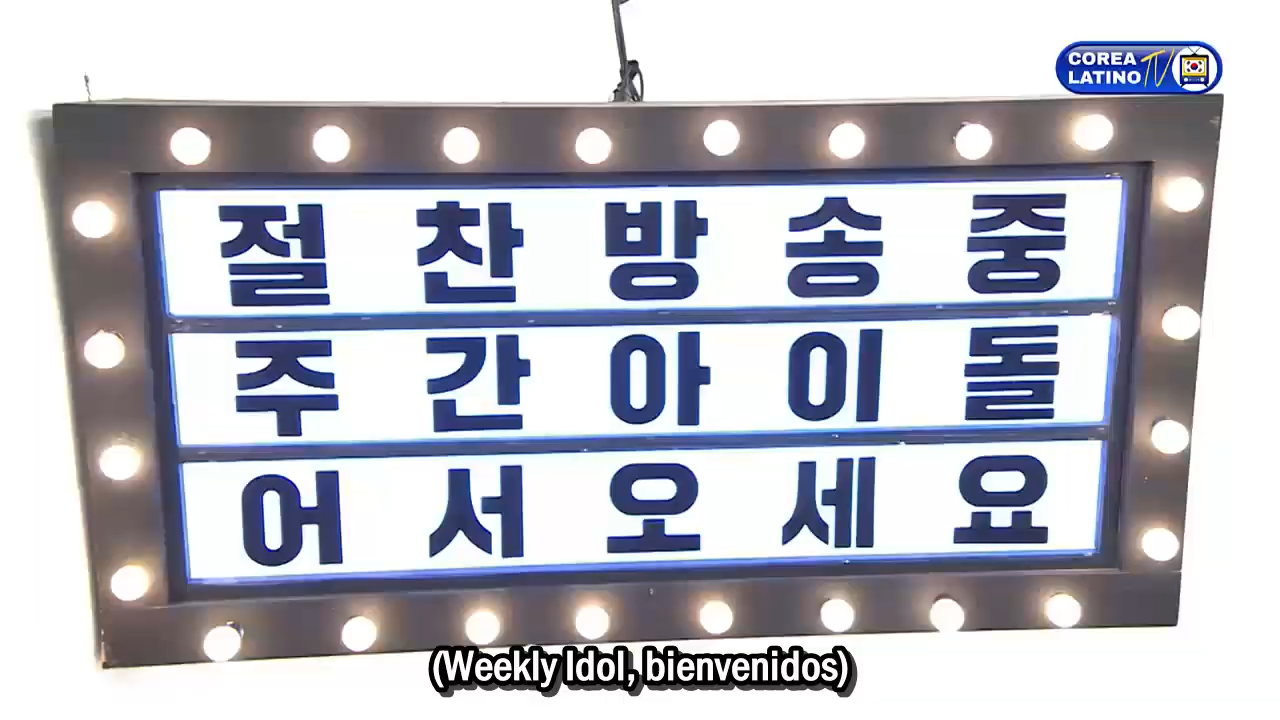 COREA
LATINO TV
절찬방송중
주간아이돌
어서오세요
(Weekly Idol, bienvenidos)